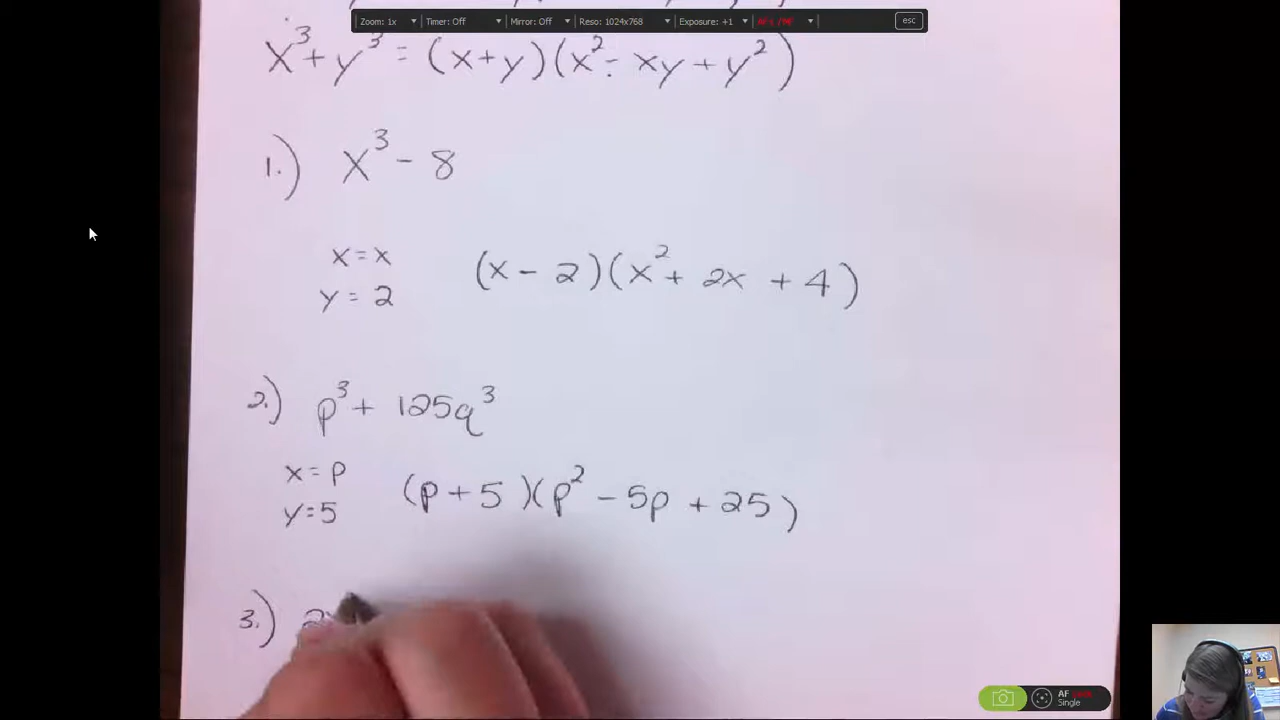 Zoom: 1x Timer: Off Mirror: Off Reso: 1024x768 Exposure: +1 esc
x³ + y³ = (x+y)(x² - xy + y²)
1.) x³ - 8
x = x
y = 2
(x - 2)(x² + 2x + 4)
2.) p³ + 125q³
x = p
y = 5
(p + 5)(p² - 5p + 25)
3.) 2
AF
Single